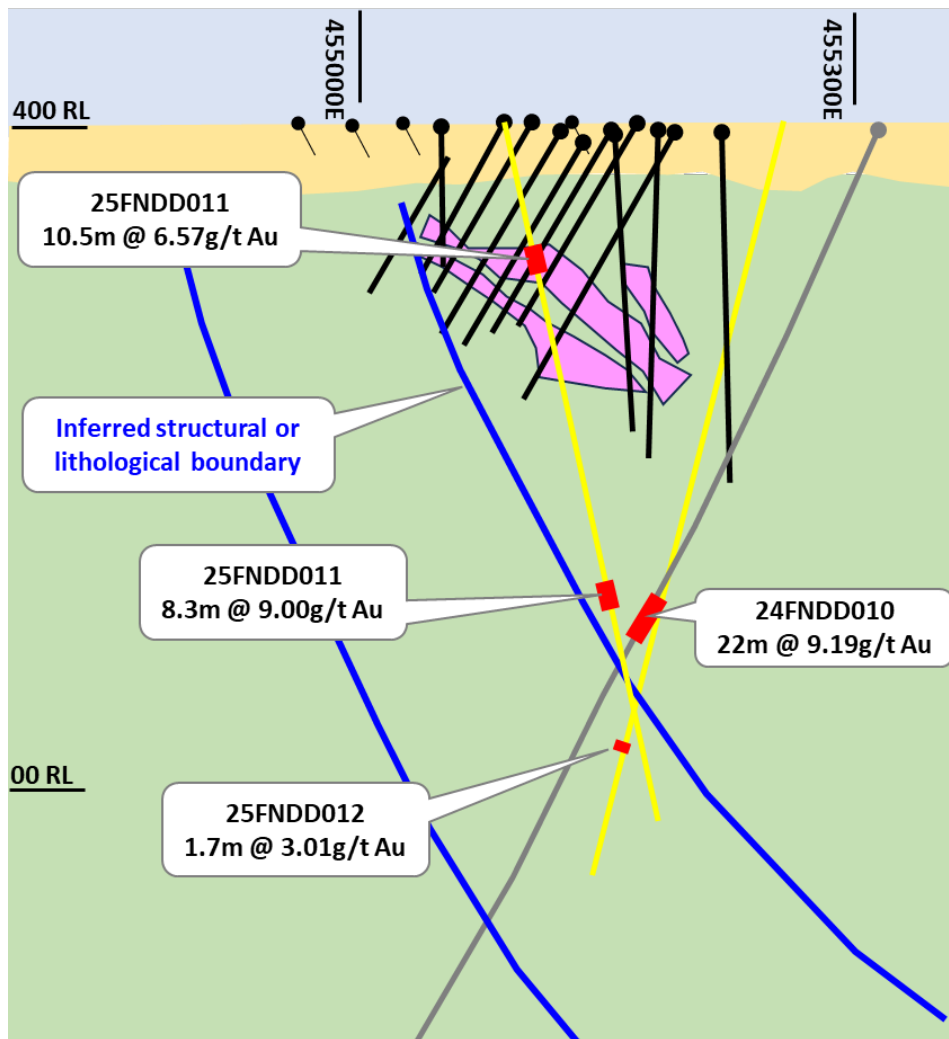 455000E
455300E
400 RL
25FNDD011
10.5m @ 6.57g/t Au
Inferred structural or
lithological boundary
25FNDD011
8.3m @ 9.00g/t Au
24FNDD010
22m @ 9.19g/t Au
00 RL
25FNDD012
1.7m @ 3.01g/t Au